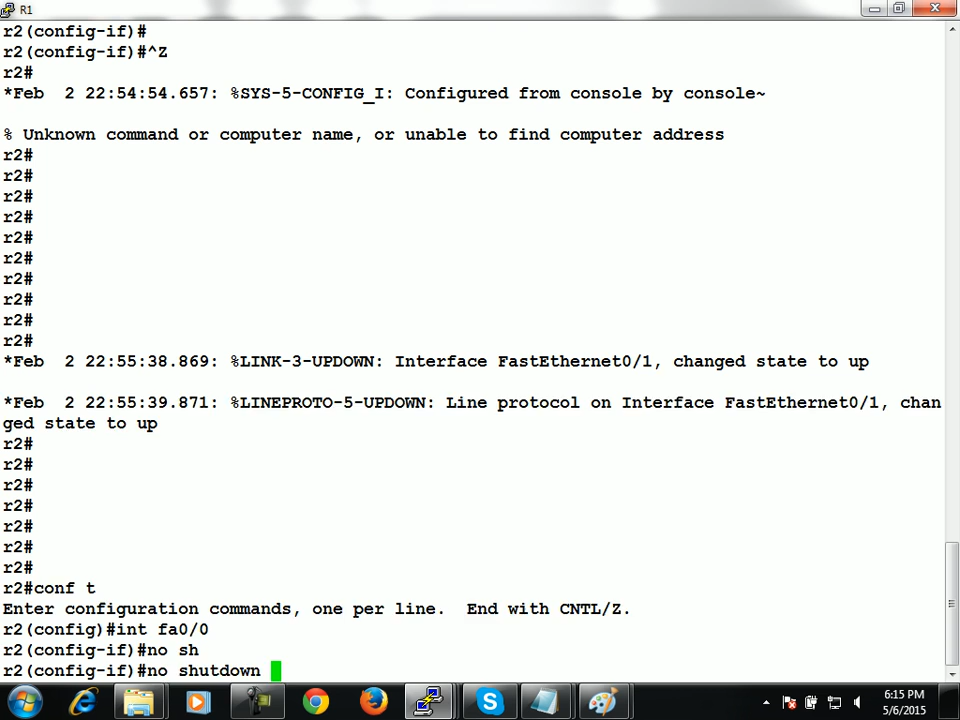 R1
r2(config-if)#
r2(config-if)#^Z
r2#
*Feb  2 22:54:54.657: %SYS-5-CONFIG_I: Configured from console by console~
% Unknown command or computer name, or unable to find computer address
r2#
r2#
r2#
r2#
r2#
r2#
r2#
r2#
r2#
r2#
*Feb  2 22:55:38.869: %LINK-3-UPDOWN: Interface FastEthernet0/1, changed state to up
*Feb  2 22:55:39.871: %LINEPROTO-5-UPDOWN: Line protocol on Interface FastEthernet0/1, chan
ged state to up
r2#
r2#
r2#
r2#
r2#
r2#
r2#
r2#conf t
Enter configuration commands, one per line.  End with CNTL/Z.
r2(config)#int fa0/0
r2(config-if)#no sh
r2(config-if)#no shutdown
6:15 PM
5/6/2015